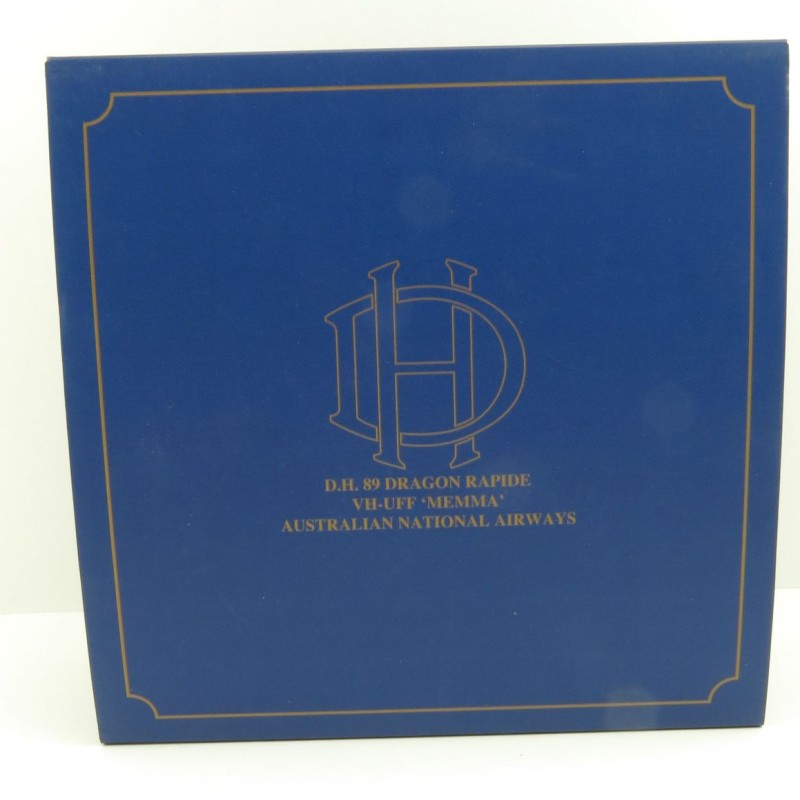 DH
D.H. 89 DRAGON RAPIDE
VH-UFF ‘MEMMA’
AUSTRALIAN NATIONAL AIRWAYS